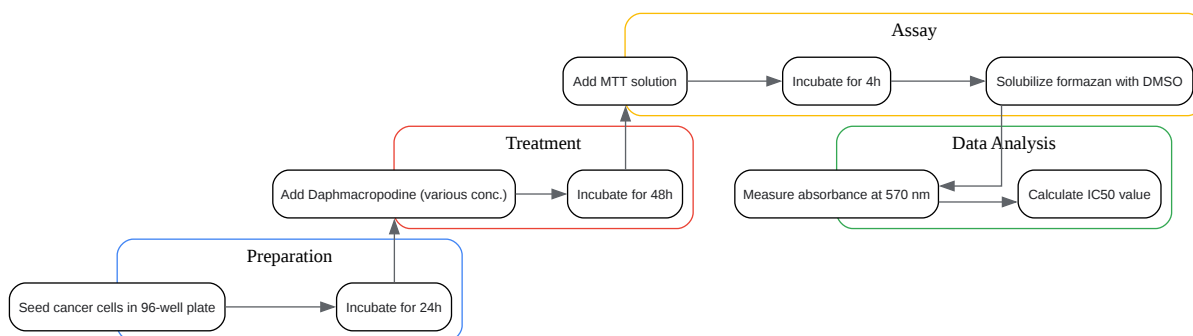 Assay
Add MTT solution
Incubate for 4h
Solubilize formazan with DMSO
Treatment
Add Daphmacropodine (various conc.)
Incubate for 48h
Data Analysis
Measure absorbance at 570 nm
Calculate IC50 value
Preparation
Seed cancer cells in 96-well plate
Incubate for 24h